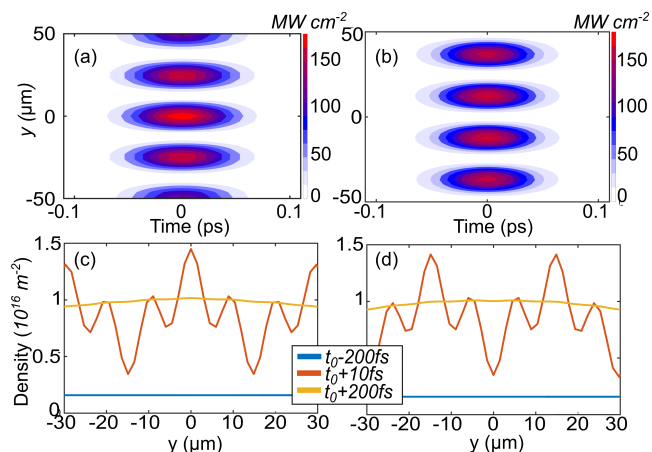 MW cm-2
MW cm-2
50
(a)
150
100
50
0
y (μm)
0
-50
-0.1
0
0.1
Time (ps)
50
(b)
150
100
50
0
0
-50
-0.1
0
0.1
Time (ps)
1.5
(c)
(d)
1
0.5
0
Density (10^16 m-2)
1.5
1
0.5
0
t0-200fs
t0+10fs
t0+200fs
-30 -20 -10 0 10 20 30
-30 -20 -10 0 10 20 30
y (μm)
y (μm)